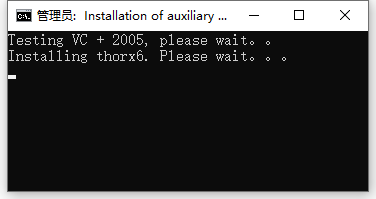 管理员: Installation of auxiliary ...
Testing VC + 2005, please wait。。
Installing thorx6. Please wait。。。